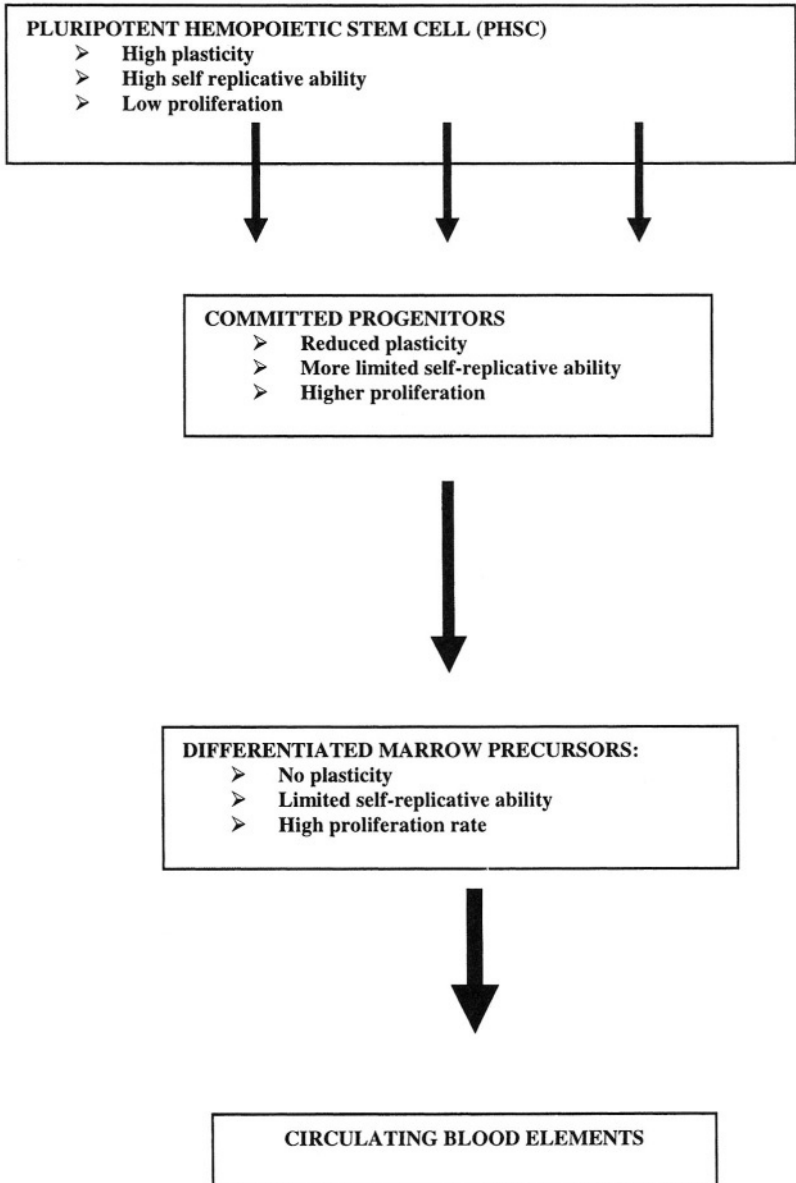 PLURIPOTENT HEMOPOIETIC STEM CELL (PHSC)
➢ High plasticity
➢ High self replicative ability
➢ Low proliferation
COMMITTED PROGENITORS
➢ Reduced plasticity
➢ More limited self-replicative ability
➢ Higher proliferation
DIFFERENTIATED MARROW PRECURSORS:
➢ No plasticity
➢ Limited self-replicative ability
➢ High proliferation rate
CIRCULATING BLOOD ELEMENTS